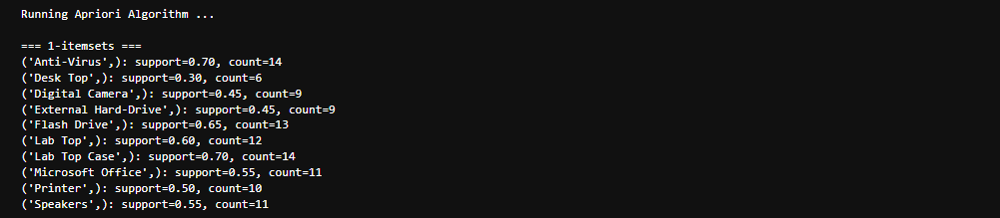 Running Apriori Algorithm ...
=== 1-itemsets ===
('Anti-Virus',): support=0.70, count=14
('Desk Top',): support=0.30, count=6
('Digital Camera',): support=0.45, count=9
('External Hard-Drive',): support=0.45, count=9
('Flash Drive',): support=0.65, count=13
('Lab Top',): support=0.60, count=12
('Lab Top Case',): support=0.70, count=14
('Microsoft Office',): support=0.55, count=11
('Printer',): support=0.50, count=10
('Speakers',): support=0.55, count=11